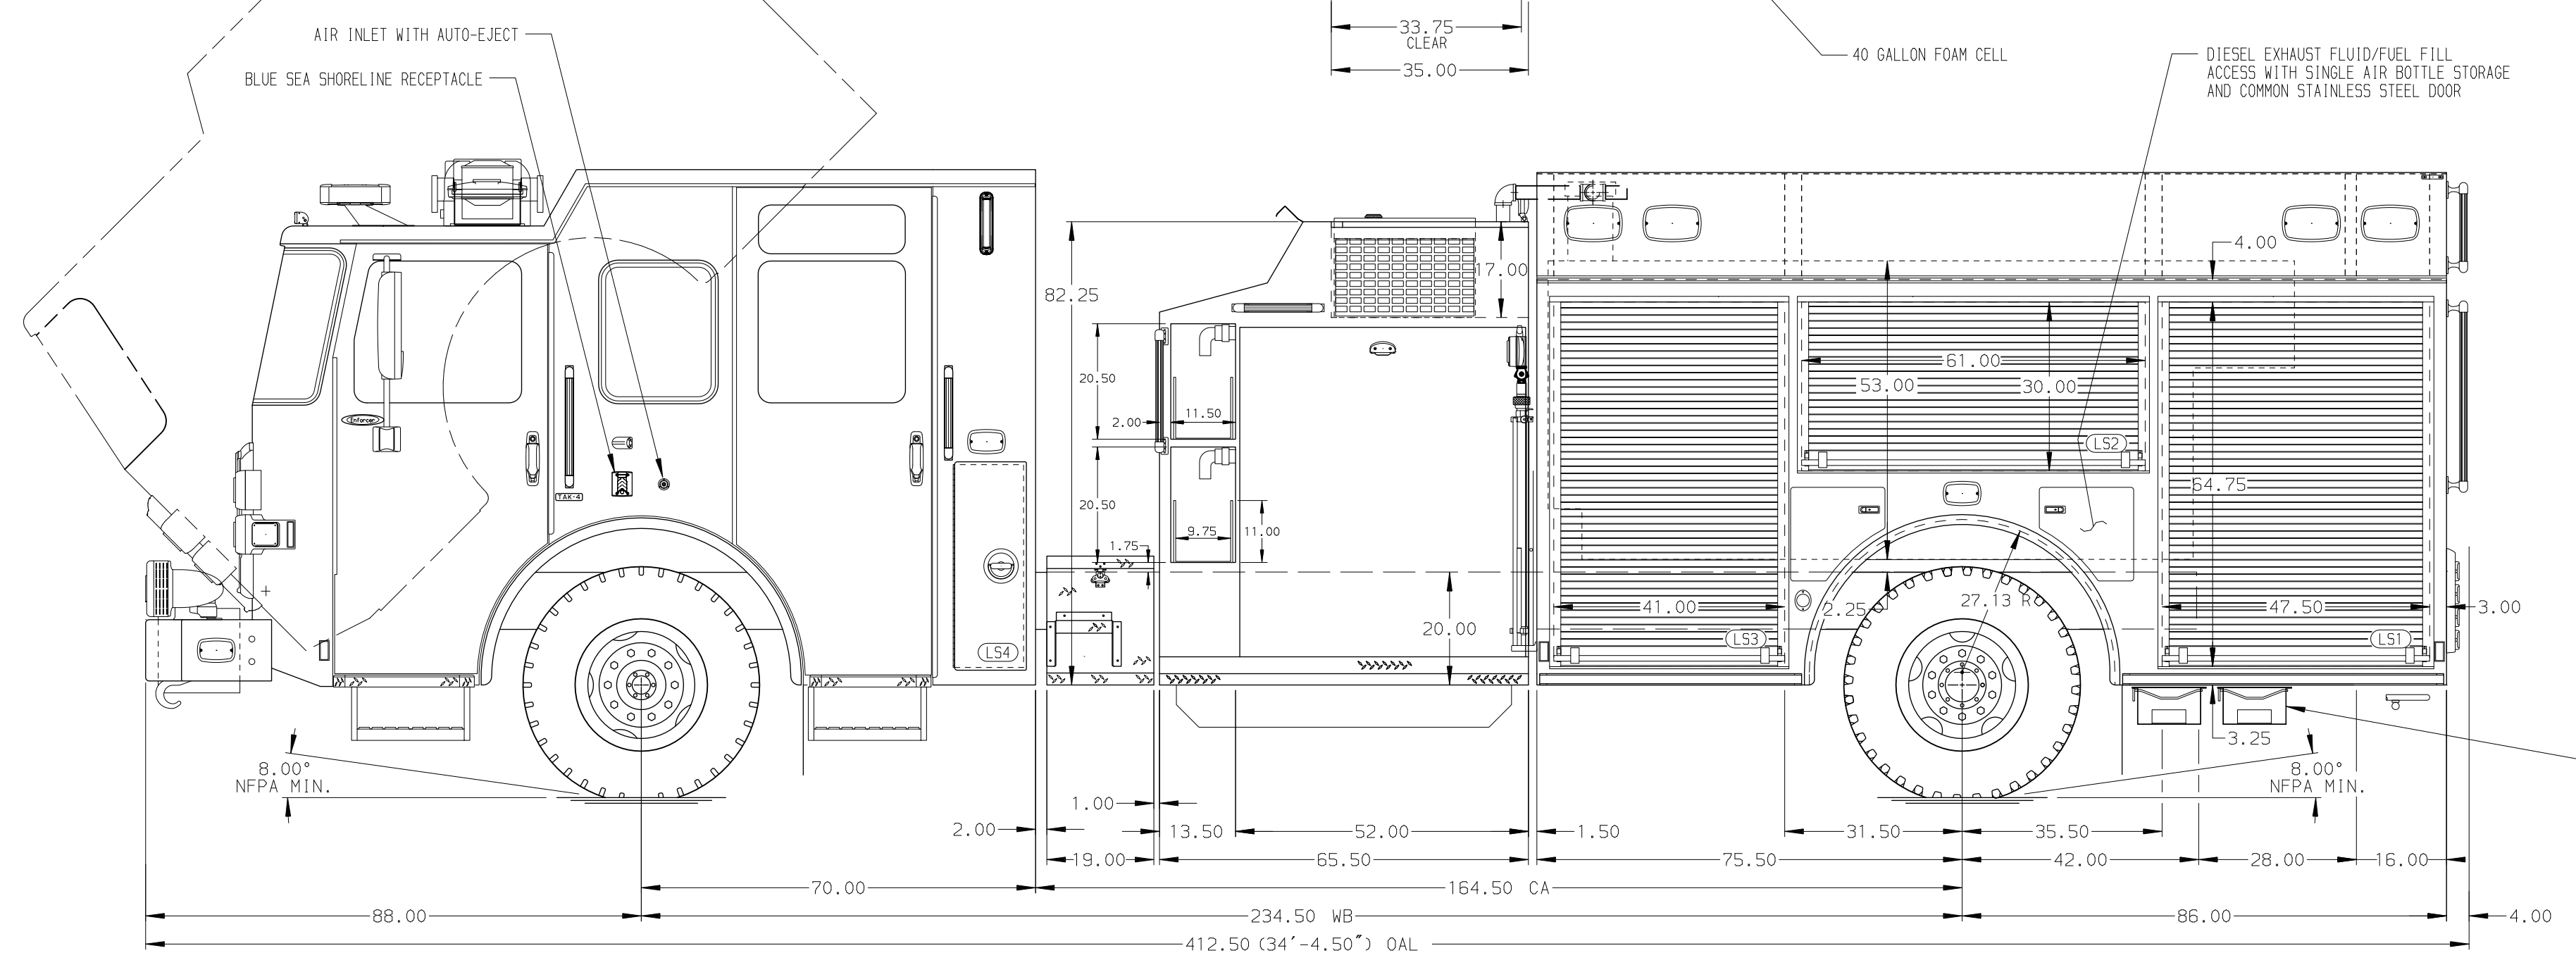 33.75
CLEAR
35.00
AIR INLET WITH AUTO-EJECT
BLUE SEA SHORELINE RECEPTACLE
40 GALLON FOAM CELL
DIESEL EXHAUST FLUID/FUEL FILL
ACCESS WITH SINGLE AIR BOTTLE STORAGE
AND COMMON STAINLESS STEEL DOOR
4.00
17.00
82.25
61.00
53.00
30.00
20.50
11.50
2.00
Enforcer
LS2
64.75
TAK-4
20.50
9.75
11.00
1.75
41.00
2.25
27.13 R
47.50
3.00
20.00
LS4
LS3
LS1
3.25
8.00°
NFPA MIN.
8.00°
NFPA MIN.
1.00
2.00
13.50
52.00
1.50
31.50
35.50
19.00
65.50
75.50
42.00
28.00
16.00
70.00
164.50 CA
88.00
234.50 WB
86.00
4.00
412.50 (34'-4.50") OAL